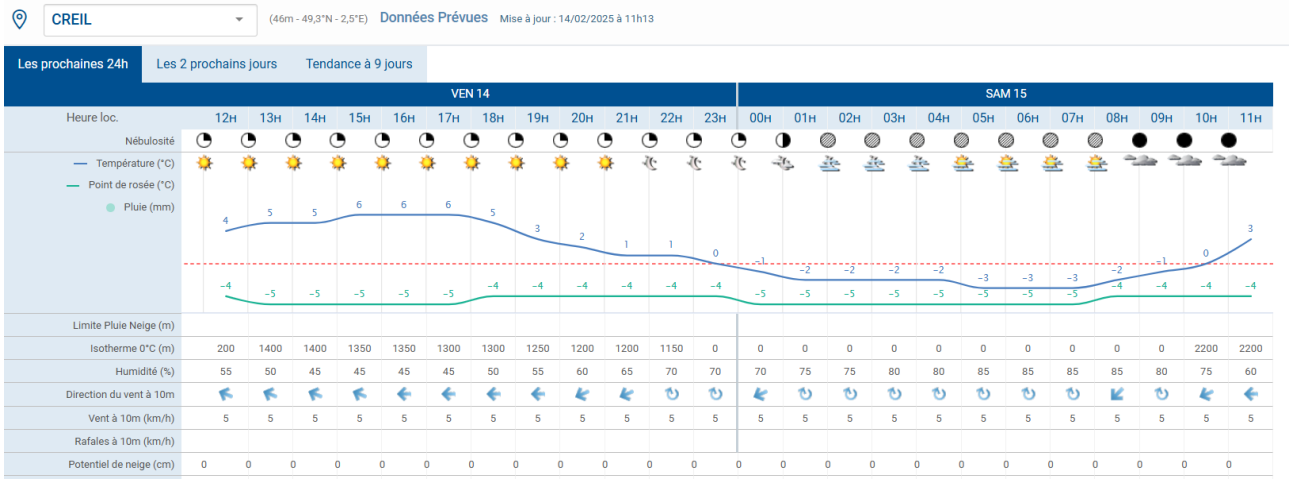 CREIL (46m - 49,3°N - 2,5°E) Données Prévues Mise à jour : 14/02/2025 à 11h13
Les prochaines 24h Les 2 prochains jours Tendance à 9 jours
VEN 14 SAM 15
Heure loc. 12H 13H 14H 15H 16H 17H 18H 19H 20H 21H 22H 23H 00H 01H 02H 03H 04H 05H 06H 07H 08H 09H 10H 11H
Nébulosité
Température (°C)
Point de rosée (°C)
Pluie (mm)
4 5 5 6 6 6 5 3 2 1 1 0 -1 -2 -2 -2 -2 -3 -3 -3 -2 -1 0 3
-4 -5 -5 -5 -5 -5 -4 -4 -4 -4 -4 -4 -5 -5 -5 -5 -5 -5 -5 -5 -4 -4 -4 -4
Limite Pluie Neige (m)
Isotherme 0°C (m) 200 1400 1400 1350 1350 1300 1300 1250 1200 1200 1150 0 0 0 0 0 0 0 0 0 0 0 2200 2200
Humidité (%) 55 50 45 45 45 45 50 55 60 65 70 70 70 75 75 80 80 85 85 85 85 80 75 60
Direction du vent à 10m
Vent à 10m (km/h) 5 5 5 5 5 5 5 5 5 5 5 5 5 5 5 5 5 5 5 5 5 5 5 5
Rafales à 10m (km/h)
Potentiel de neige (cm) 0 0 0 0 0 0 0 0 0 0 0 0 0 0 0 0 0 0 0 0 0 0 0 0